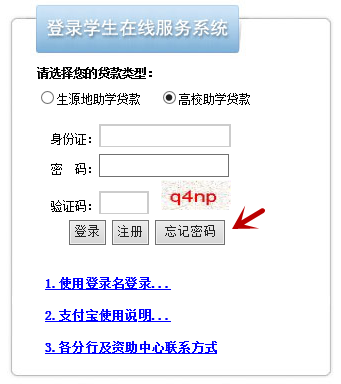 登录学生在线服务系统
请选择您的贷款类型：
生源地助学贷款 高校助学贷款
身份证：
密 码：
验证码： q4np
登录 注册 忘记密码
1.使用登录名登录...
2.支付宝使用说明...
3.各分行及资助中心联系方式